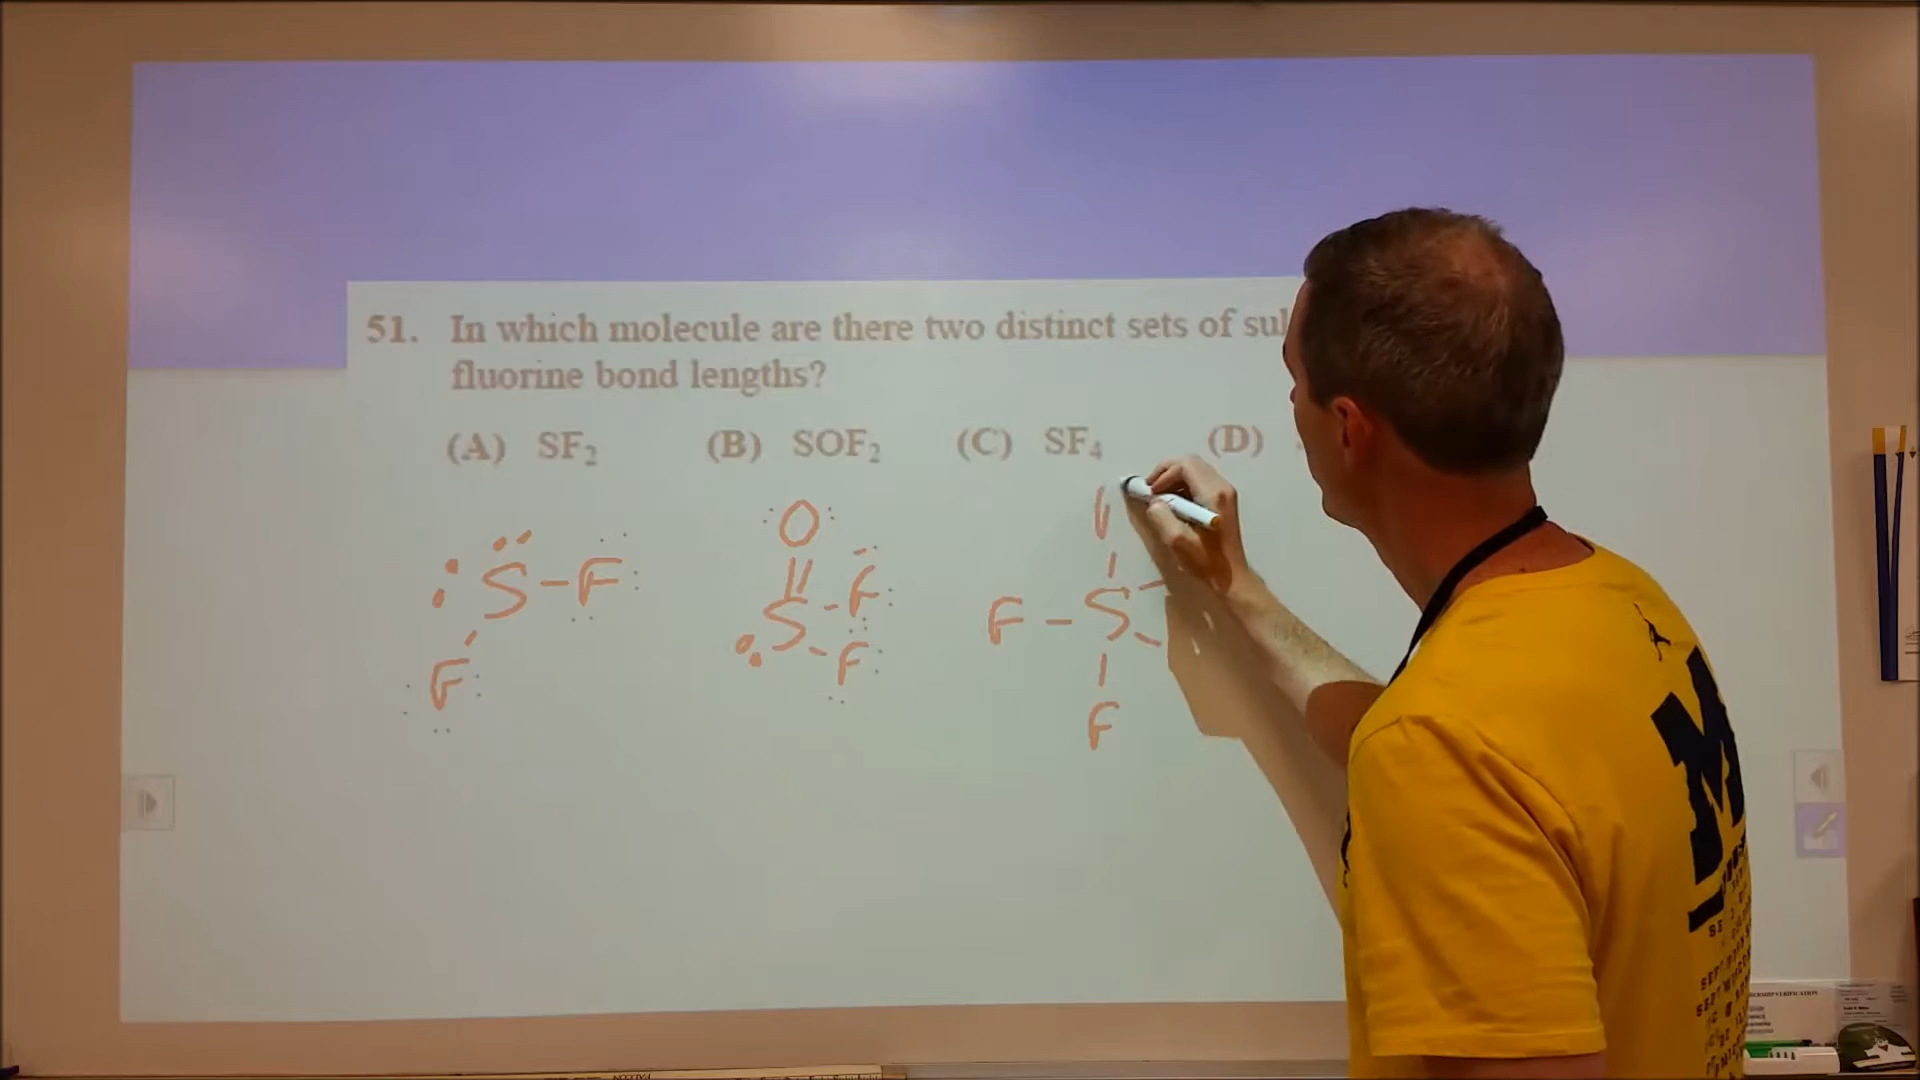 51. In which molecule are there two distinct sets of sul
fluorine bond lengths?
(A) SF₂ (B) SOF₂ (C) SF₄ (D)
S F F
O S F F
F S F
M